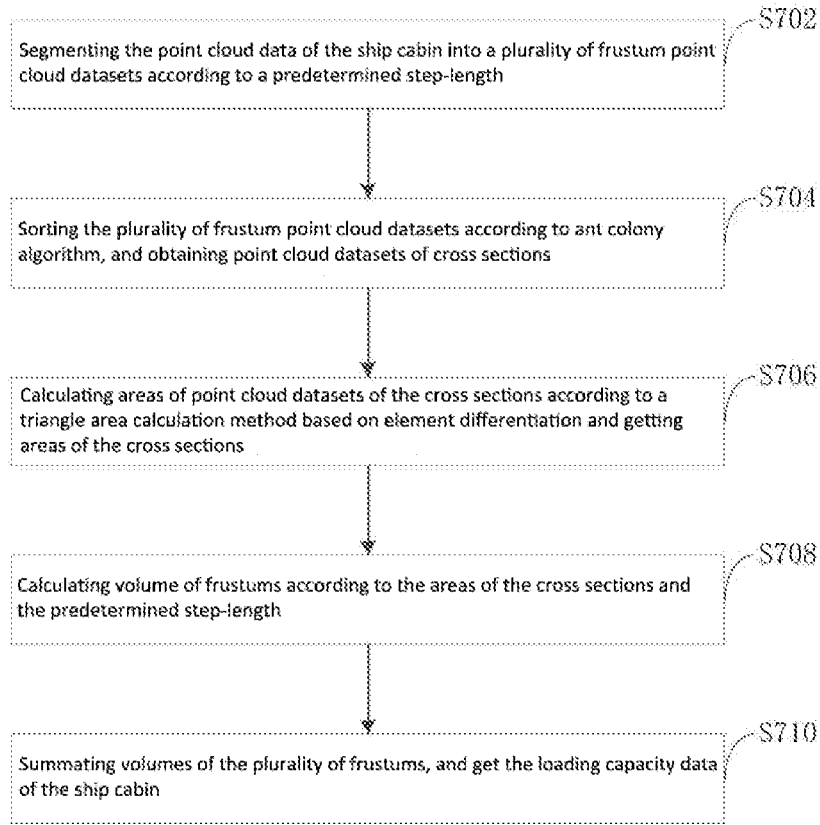 S702
Segmenting the point cloud data of the ship cabin into a plurality of frustum point
cloud datasets according to a predetermined step-length
S704
Sorting the plurality of frustum point cloud datasets according to ant colony
algorithm, and obtaining point cloud datasets of cross sections
S706
Calculating areas of point cloud datasets of the cross sections according to a
triangle area calculation method based on element differentiation and getting
areas of the cross sections
S708
Calculating volume of frustums according to the areas of the cross sections and
the predetermined step-length
S710
Summating volumes of the plurality of frustums, and get the loading capacity data
of the ship cabin